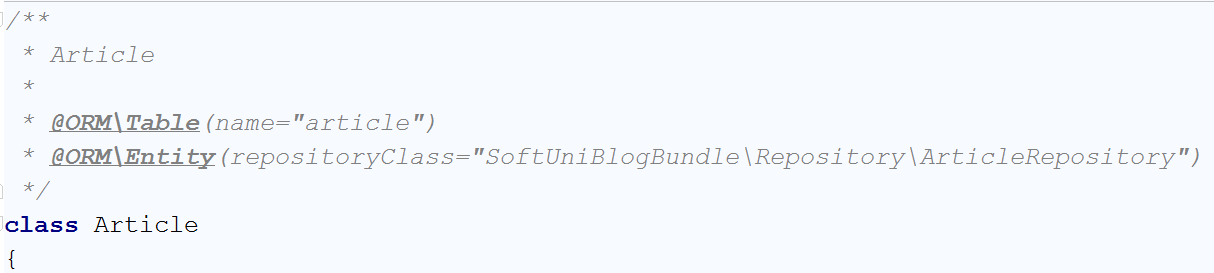 /**
 * Article
 *
 * @ORM\Table(name="article")
 * @ORM\Entity(repositoryClass="SoftUniBlogBundle\Repository\ArticleRepository")
 */
class Article
{